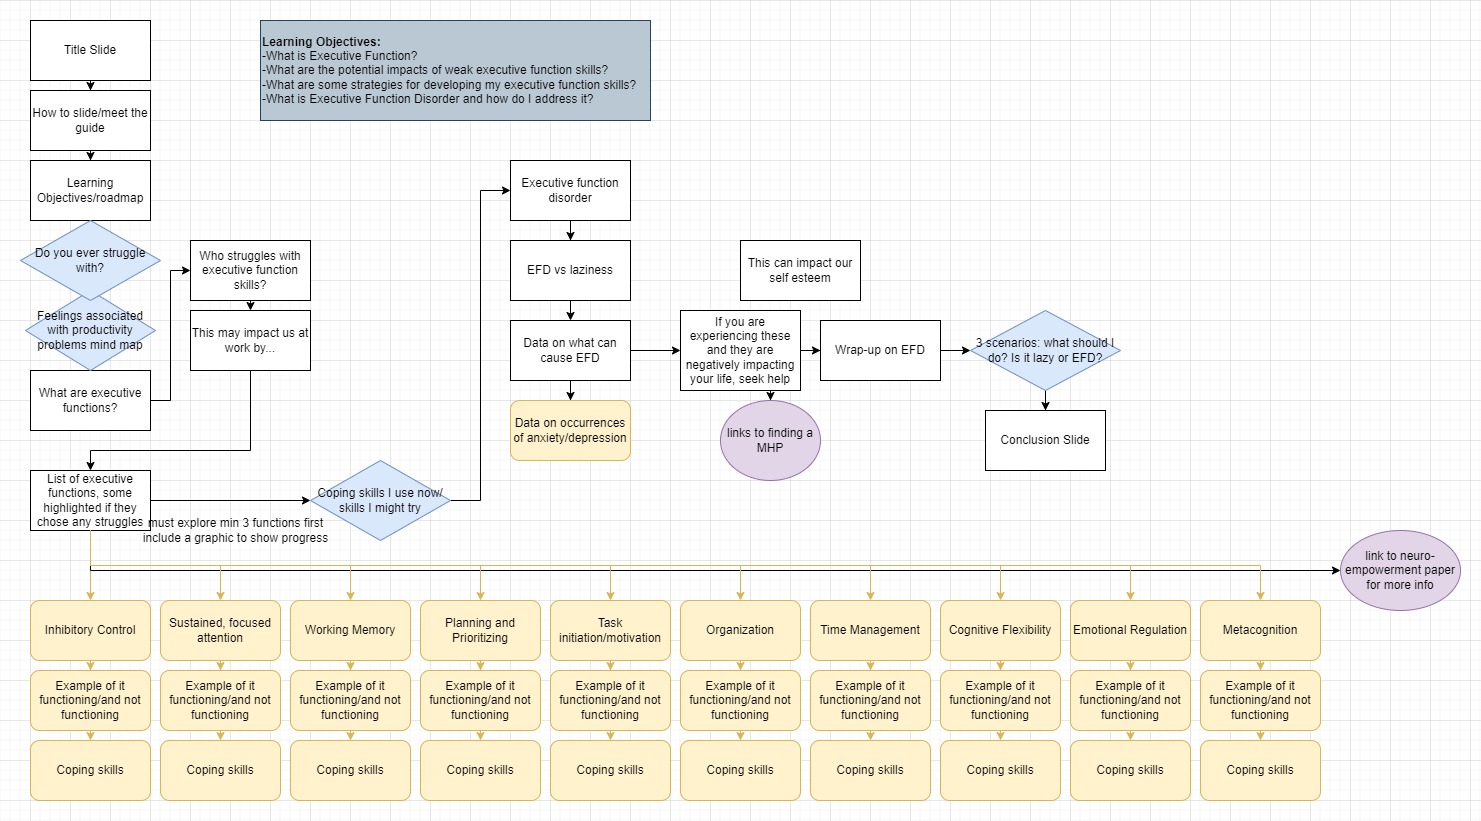 Title Slide
Learning Objectives:
-What is Executive Function?
-What are the potential impacts of weak executive function skills?
-What are some strategies for developing my executive function skills?
-What is Executive Function Disorder and how do I address it?
How to slide/meet the
guide
Learning
Objectives/roadmap
Do you ever struggle
with?
Feelings associated
with productivity
problems mind map
What are executive
functions?
Who struggles with
executive function
skills?
This may impact us at
work by...
List of executive
functions, some
highlighted if they
chose any struggles
must explore min 3 functions first
include a graphic to show progress
Coping skills I use now/
skills I might try
Executive function
disorder
EFD vs laziness
Data on what can
cause EFD
Data on occurrences
of anxiety/depression
This can impact our
self esteem
If you are
experiencing these
and they are
negatively impacting
your life, seek help
links to finding a
MHP
Wrap-up on EFD
3 scenarios: what should I
do? Is it lazy or EFD?
Conclusion Slide
link to neuro-
empowerment paper
for more info
Inhibitory Control
Sustained, focused
attention
Working Memory
Planning and
Prioritizing
Task
initiation/motivation
Organization
Time Management
Cognitive Flexibility
Emotional Regulation
Metacognition
Example of it
functioning/and not
functioning
Example of it
functioning/and not
functioning
Example of it
functioning/and not
functioning
Example of it
functioning/and not
functioning
Example of it
functioning/and not
functioning
Example of it
functioning/and not
functioning
Example of it
functioning/and not
functioning
Example of it
functioning/and not
functioning
Example of it
functioning/and not
functioning
Example of it
functioning/and not
functioning
Coping skills
Coping skills
Coping skills
Coping skills
Coping skills
Coping skills
Coping skills
Coping skills
Coping skills
Coping skills